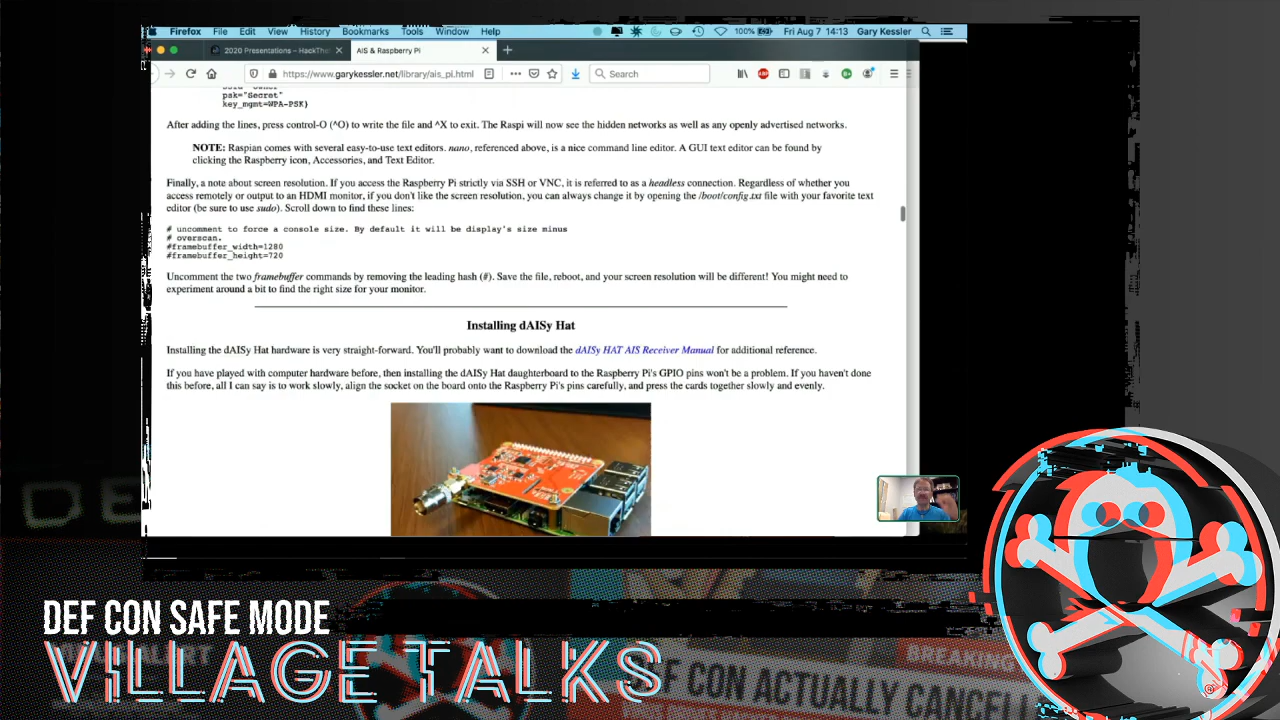 Firefox File Edit View History Bookmarks Tools Window Help 100% Fri Aug 7 14:13 Gary Kessler
2020 Presentations — HackThe
AIS & Raspberry Pi
https://www.garykessler.net/library/ais_pi.html
Search
psk="Secret"
key_mgmt=WPA-PSK}
After adding the lines, press control-O (^O) to write the file and ^X to exit. The Raspi will now see the hidden networks as well as any openly advertised networks.
NOTE: Raspian comes with several easy-to-use text editors. nano, referenced above, is a nice command line editor. A GUI text editor can be found by
clicking the Raspberry icon, Accessories, and Text Editor.
Finally, a note about screen resolution. If you access the Raspberry Pi strictly via SSH or VNC, it is referred to as a headless connection. Regardless of whether you
access remotely or output to an HDMI monitor, if you don't like the screen resolution, you can always change it by opening the /boot/config.txt file with your favorite text
editor (be sure to use sudo). Scroll down to find these lines:
# uncomment to force a console size. By default it will be display's size minus
# overscan.
#framebuffer_width=1280
#framebuffer_height=720
Uncomment the two framebuffer commands by removing the leading hash (#). Save the file, reboot, and your screen resolution will be different! You might need to
experiment around a bit to find the right size for your monitor.
Installing dAISy Hat
Installing the dAISy Hat hardware is very straight-forward. You'll probably want to download the dAISy HAT AIS Receiver Manual for additional reference.
If you have played with computer hardware before, then installing the dAISy Hat daughterboard to the Raspberry Pi's GPIO pins won't be a problem. If you haven't done
this before, all I can say is to work slowly, align the socket on the board onto the Raspberry Pi's pins carefully, and press the cards together slowly and evenly.
DEF CON SAFE MODE
VILLAGE TALKS
BREAKIN
DEF CON ACTUALLY CANCEL